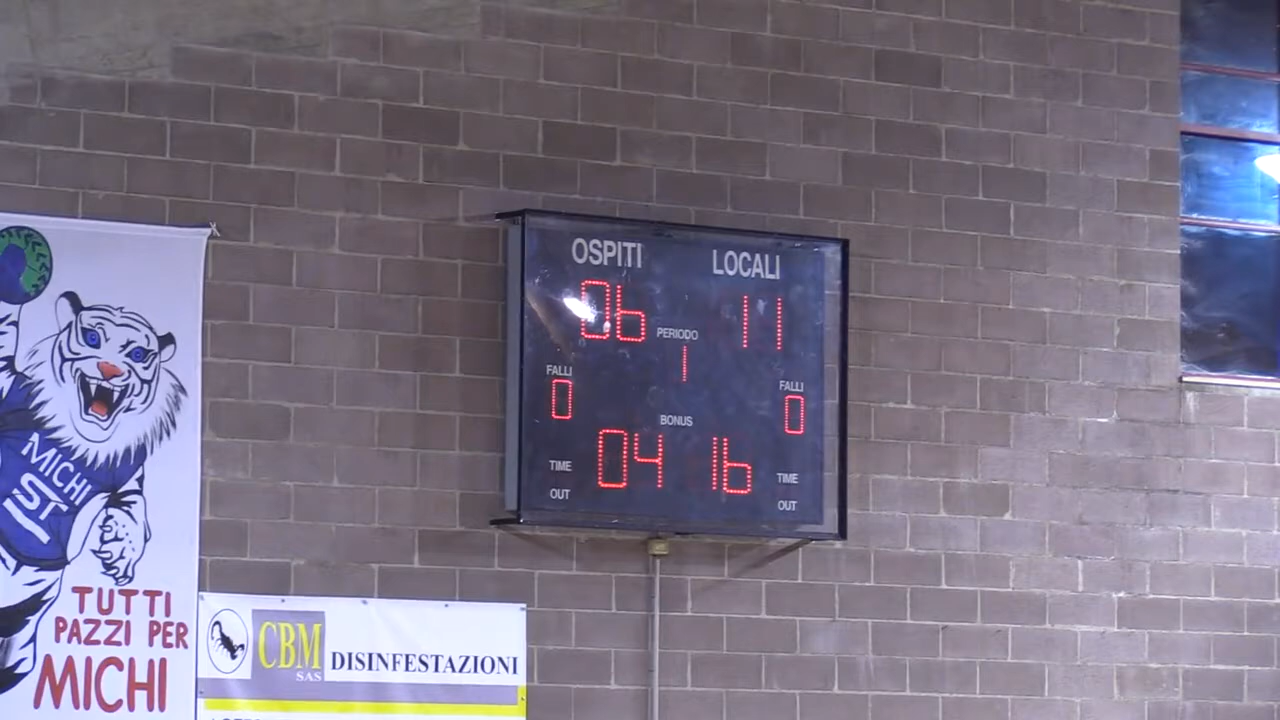 OSPITI LOCALI
06 11
PERIODO
1
FALLI FALLI
0 0
BONUS
04 16
TIME TIME
OUT OUT
MICHI
IST
TUTTI
PAZZI PER
MICHI
CBM
SAS
DISINFESTAZIONI